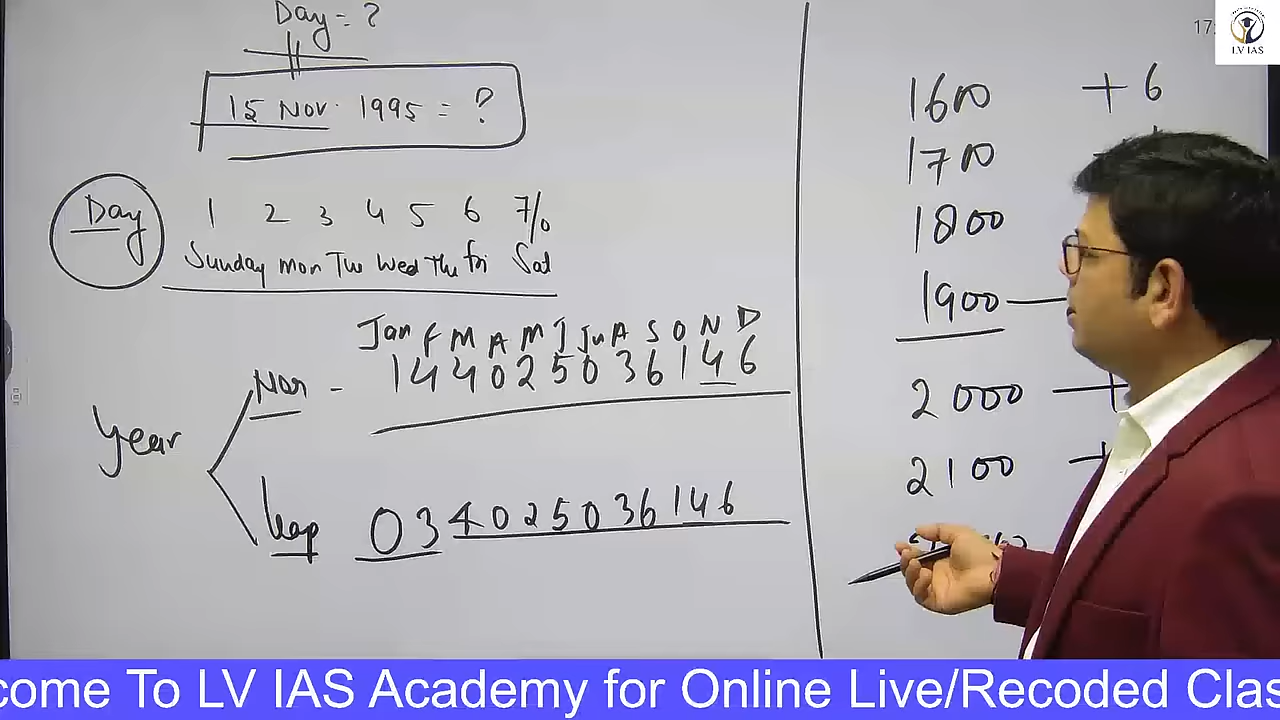 Day = ?
15 Nov. 1995 = ?
Day
1 2 3 4 5 6 7/0
Sunday Mon Tue Wed Thu Fri Sat
Year
Nor -
Jan F M A M J Ju A S O N D
1 4 4 0 2 5 0 3 6 1 4 6
Leap
0 3 4 0 2 5 0 3 6 1 4 6
17:
LV IAS
1600 +6
1700
1800
1900
2000 +
2100 +
come To LV IAS Academy for Online Live/Recoded Clas